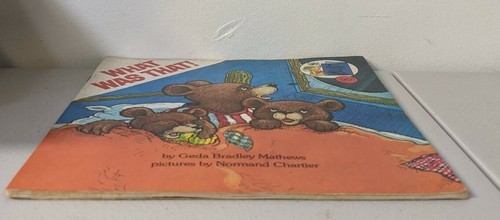 WHAT
WAS THAT!
by Geda Bradley Mathews
pictures by Normand Chartier